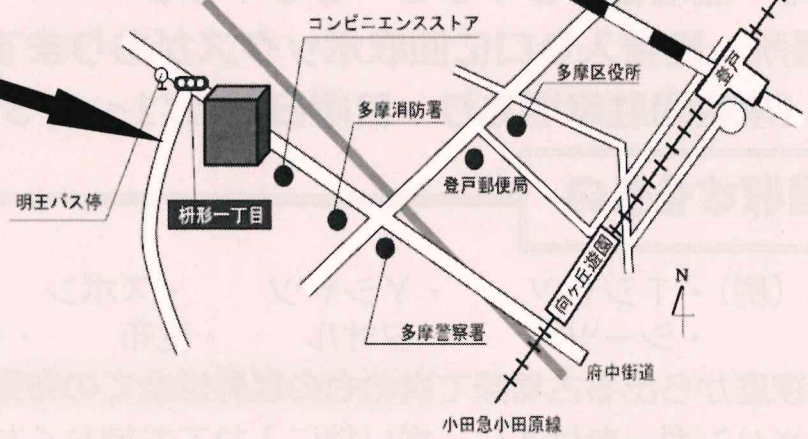 コンビニエンスストア
多摩区役所
登戸
多摩消防署
登戸郵便局
明王バス停
枡形一丁目
向ヶ丘遊園
N
多摩警察署
府中街道
小田急小田原線